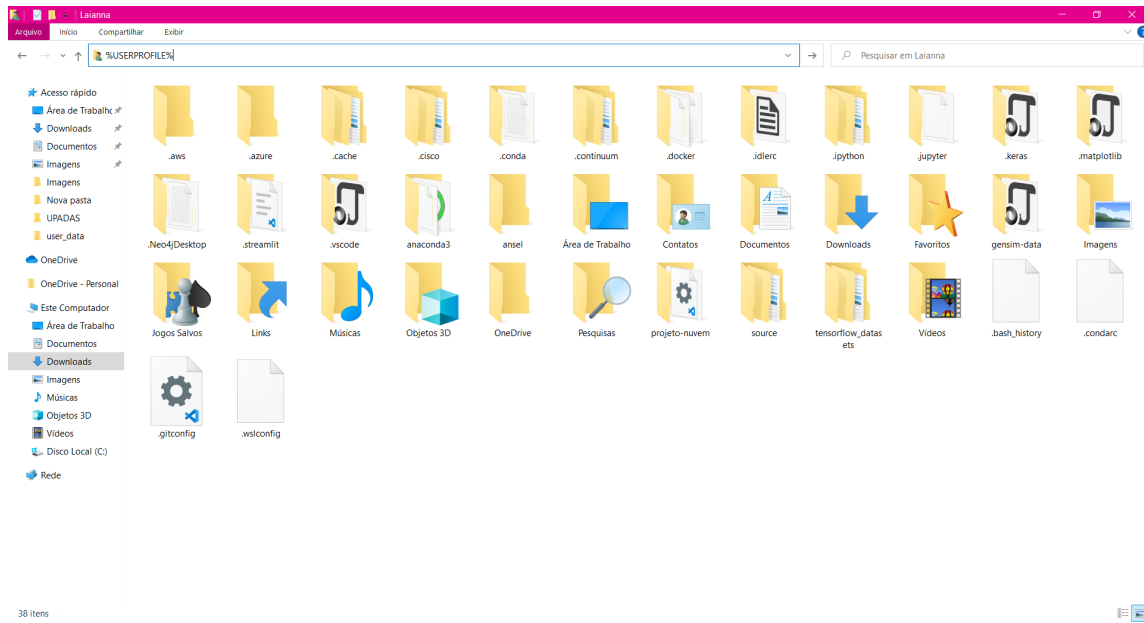 Laianna
Arquivo Início Compartilhar Exibir
%USERPROFILE%
Pesquisar em Laianna
Acesso rápido
Área de Trabalho
Downloads
Documentos
Imagens
Imagens
Nova pasta
UPADAS
user_data
OneDrive
OneDrive - Personal
Este Computador
Área de Trabalho
Documentos
Downloads
Imagens
Músicas
Objetos 3D
Vídeos
Disco Local (C:)
Rede
.aws .azure .cache .cisco .conda .continuum .docker .idlerc .ipython .jupyter .keras .matplotlib
.Neo4jDesktop .streamlit .vscode anaconda3 ansel Área de Trabalho Contatos Documentos Downloads Favoritos gensim-data Imagens
Jogos Salvos Links Músicas Objetos 3D OneDrive Pesquisas projeto-nuvem source tensorflow_datas Vídeos .bash_history .condarc
ets
.gitconfig .wslconfig
38 itens